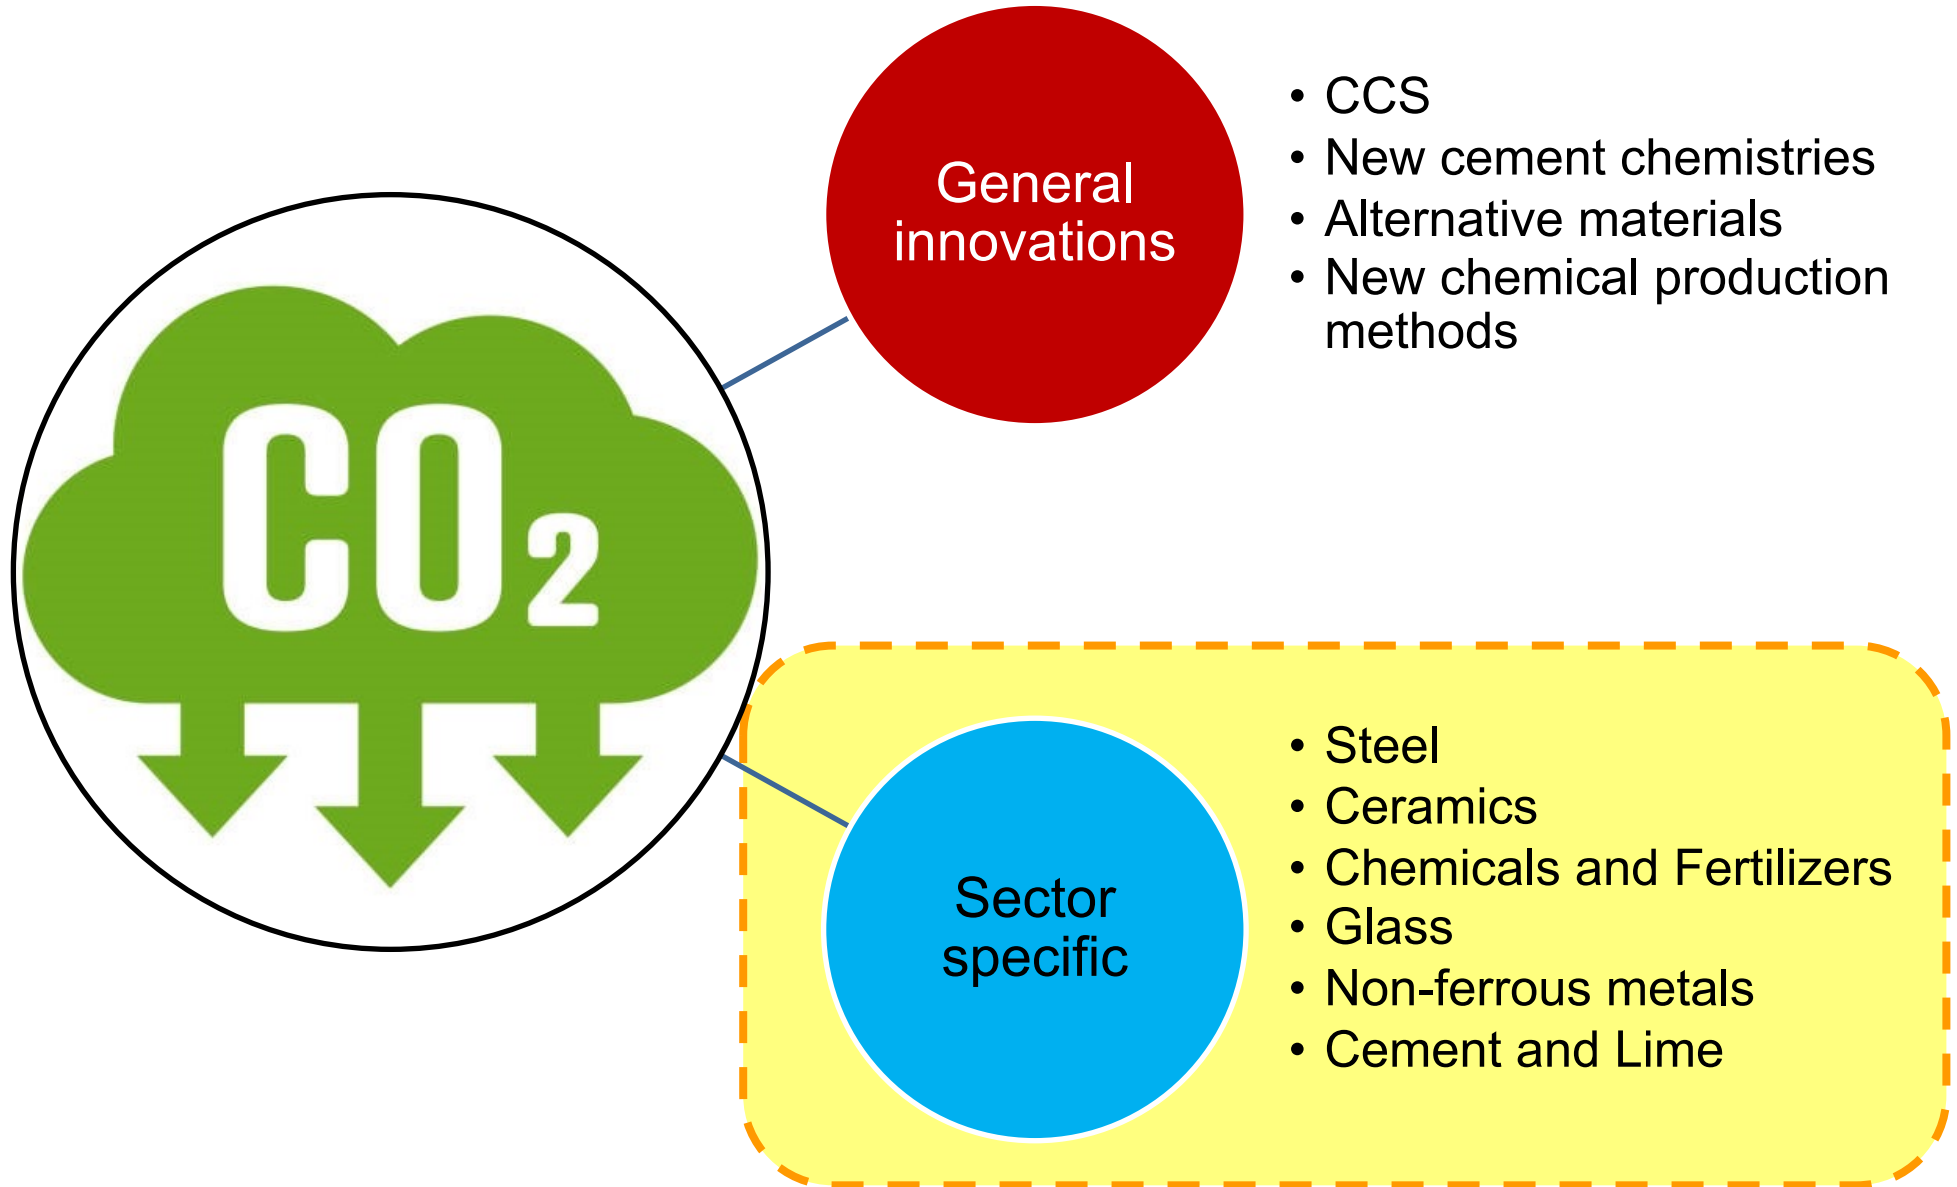 CO₂
General
innovations
• CCS
• New cement chemistries
• Alternative materials
• New chemical production
methods
Sector
specific
• Steel
• Ceramics
• Chemicals and Fertilizers
• Glass
• Non-ferrous metals
• Cement and Lime